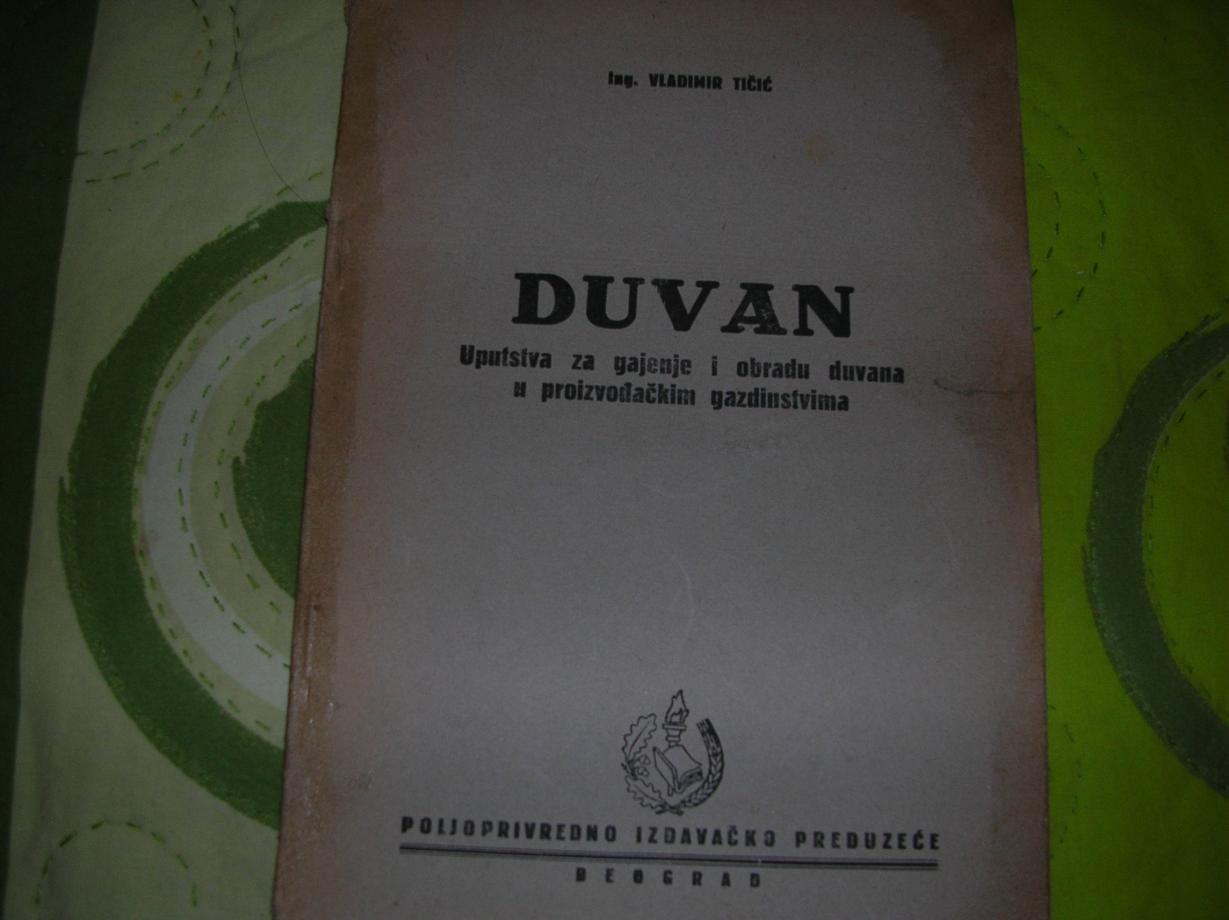 Ing. VLADIMIR TIČIĆ
DUVAN
Uputstva za gajenje i obradu duvana
u proizvođačkim gazdinstvima
POLJOPRIVREDNO IZDAVAČKO PREDUZEĆE
BEOGRAD